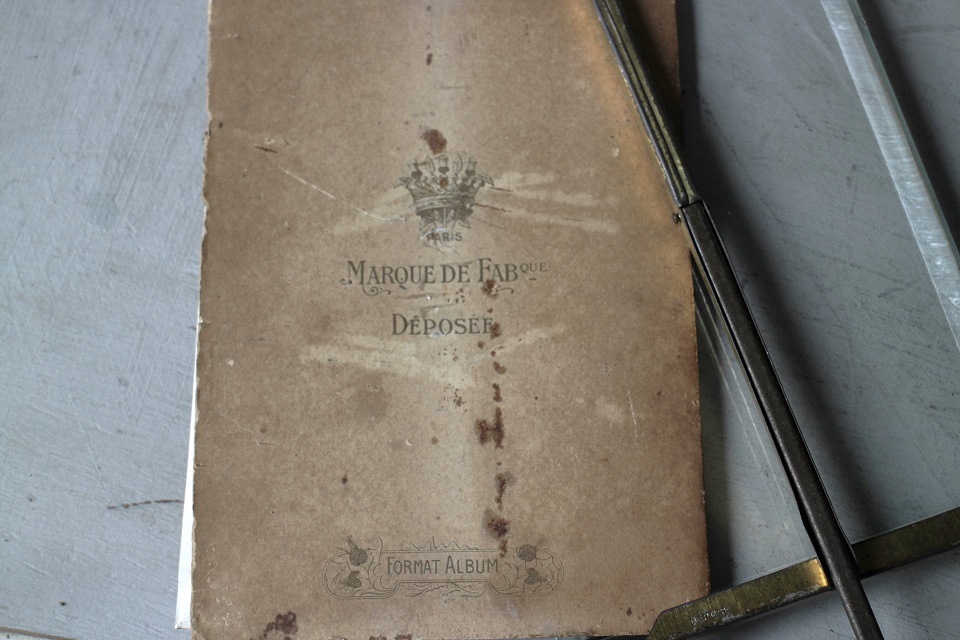 PARIS
MARQUE DE FABQUE
DÉPOSÉE
FORMAT ALBUM